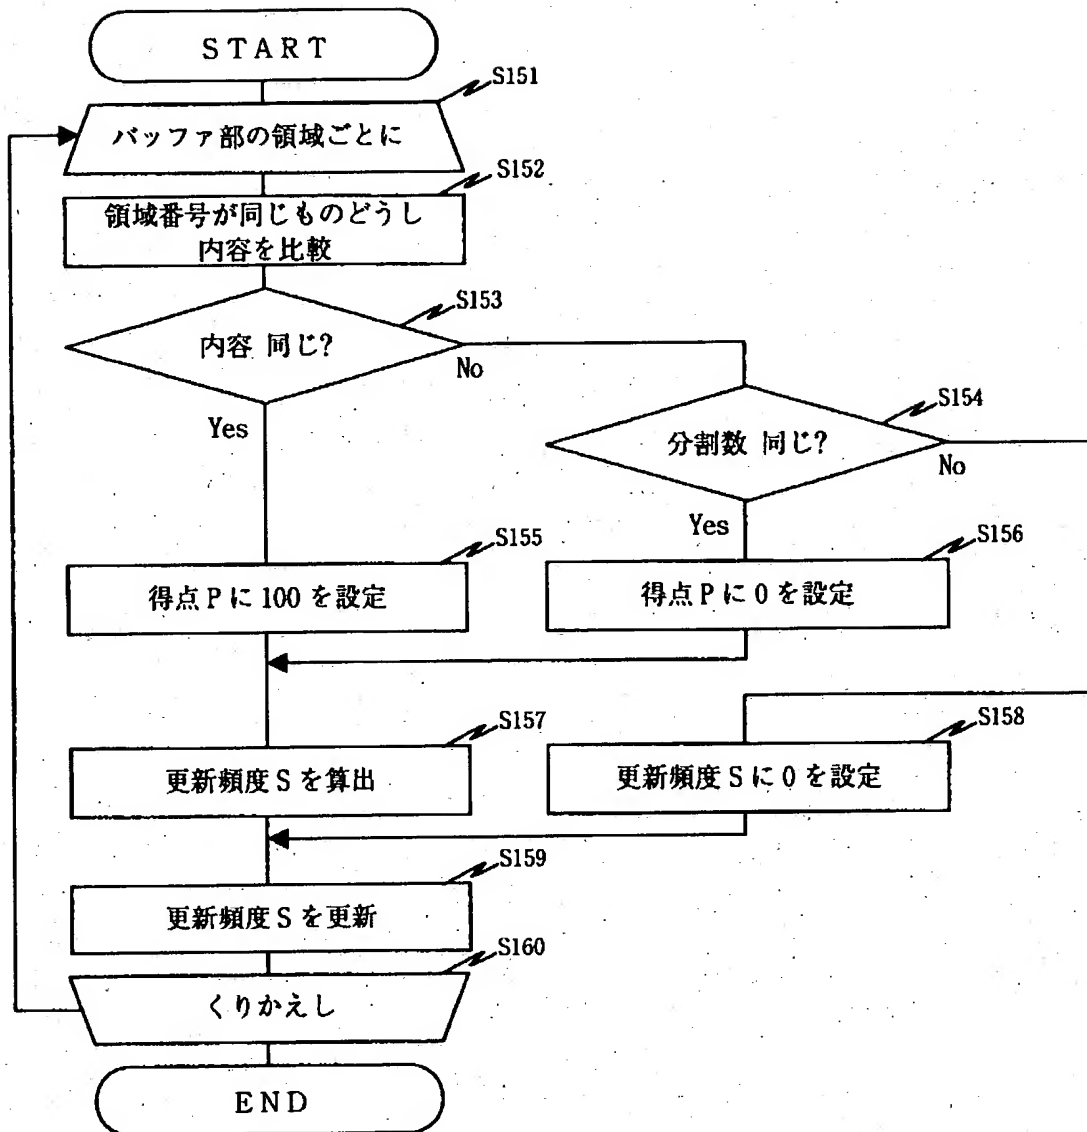 START
S151
バッファ部の領域ごとに
S152
領域番号が同じものどうし
内容を比較
S153
内容 同じ?
No
Yes
S154
分割数 同じ?
No
Yes
S155
得点Pに100を設定
S156
得点Pに0を設定
S157
更新頻度Sを算出
S158
更新頻度Sに0を設定
S159
更新頻度Sを更新
S160
くりかえし
END